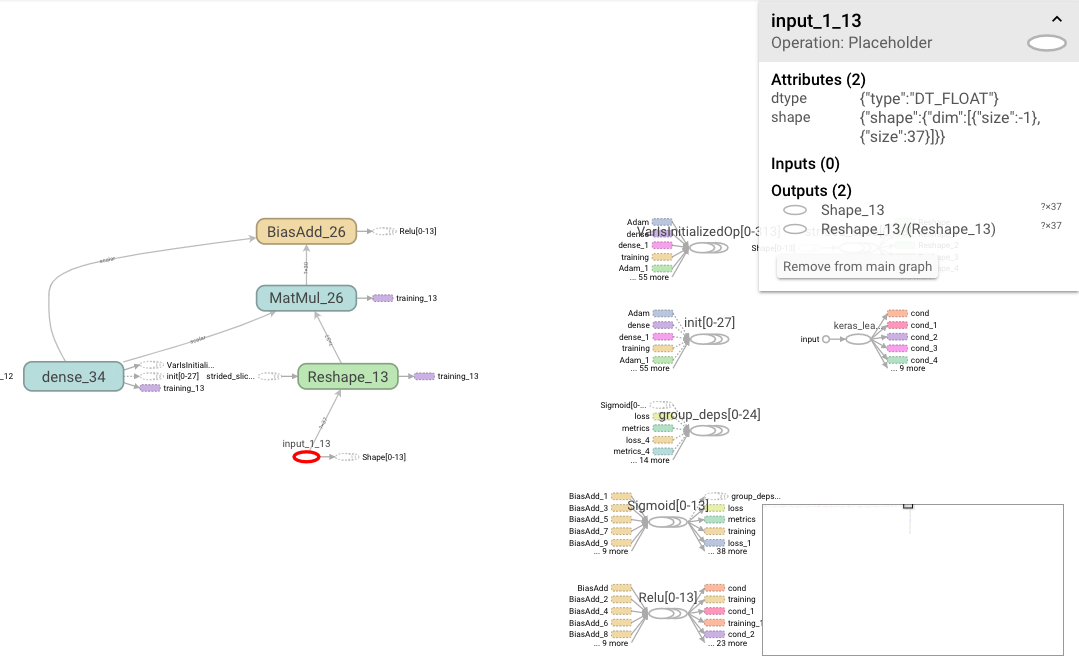 input_1_13
Operation: Placeholder
Attributes (2)
dtype {"type":"DT_FLOAT"}
shape {"shape":{"dim":[{"size":-1},
{"size":37}]}}
Inputs (0)
Outputs (2)
Shape_13 ?×37
Reshape_13/(Reshape_13) ?×37
Remove from main graph
BiasAdd_26
Relu[0-13]
scalar
MatMul_26
training_13
scalar
_12
dense_34
VarIsInitiali...
init[0-27]
training_13
strided_slic...
Reshape_13
training_13
input_1_13
Shape[0-13]
Adam
dense
dense_1
training
Adam_1
... 55 more
VarIsInitializedOp[0-313]
Adam
dense
dense_1
training
Adam_1
... 55 more
init[0-27]
input
keras_lea...
cond
cond_1
cond_2
cond_3
cond_4
... 9 more
Sigmoid[0-...
loss
metrics
loss_4
metrics_4
... 14 more
group_deps[0-24]
BiasAdd_1
BiasAdd_3
BiasAdd_5
BiasAdd_7
BiasAdd_9
... 9 more
Sigmoid[0-13]
group_deps...
loss
metrics
training
loss_1
... 38 more
BiasAdd
BiasAdd_2
BiasAdd_4
BiasAdd_6
BiasAdd_8
... 9 more
Relu[0-13]
cond
training
cond_1
training_1
cond_2
... 23 more